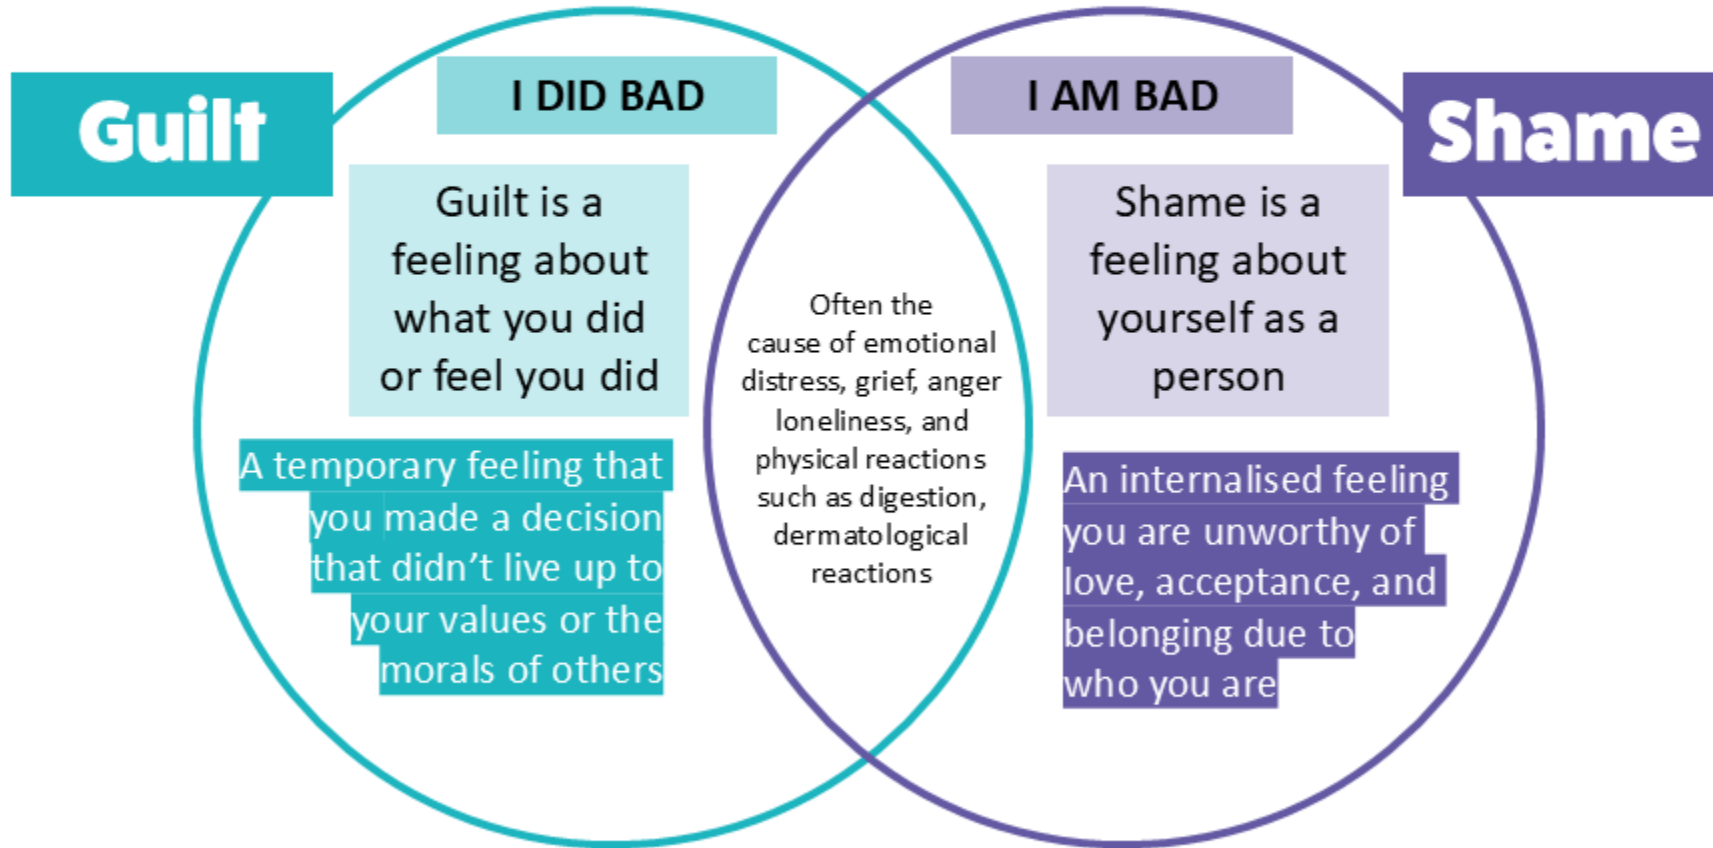 Guilt
I DID BAD
Guilt is a
feeling about
what you did
or feel you did
A temporary feeling that
you made a decision
that didn’t live up to
your values or the
morals of others
Often the
cause of emotional
distress, grief, anger
loneliness, and
physical reactions
such as digestion,
dermatological
reactions
I AM BAD
Shame
Shame is a
feeling about
yourself as a
person
An internalised feeling
you are unworthy of
love, acceptance, and
belonging due to
who you are